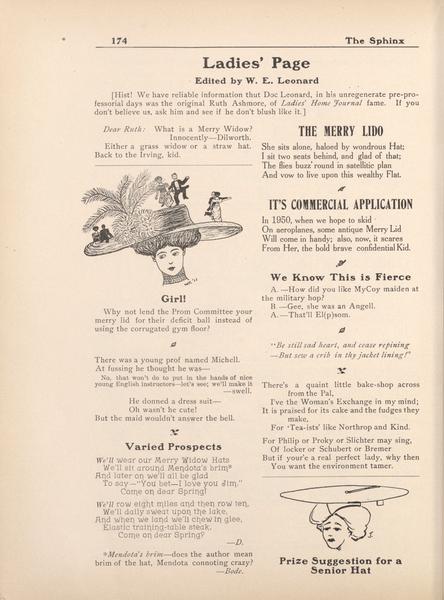 174
The Sphinx
Ladies' Page
Edited by W. E. Leonard
[Hist! We have reliable information thut Doc Leonard, in his unregenerate pre-pro-
fessorial days was the original Ruth Ashmore, of Ladies' Home Journal fame. If you
don't believe us, ask him and see if he don't blush like it.]
Dear Ruth: What is a Merry Widow?
Innocently—Dilworth.
Either a grass widow or a straw hat.
Back to the Irving, kid.
Girl!
Why not lend the Prom Committee your
merry lid for their deficit ball instead of
using the corrugated gym floor?
There was a young prof named Michell.
At fussing he thought he was—
No, that won't do to put in the hands of nice
young English instructors—let's see; we'll make it
—swell.
He donned a dress suit—
Oh wasn't he cute!
But the maid wouldn't answer the bell.
Varied Prospects
We'll wear our Merry Widow Hats
We'll sit around Mendota's brim*
And later on we'll all be glad
To say—"You bet—I love you Jim."
Come on dear Spring!
We'll row eight miles and then row ten,
We'll daily sweat upon the lake,
And when we land we'll chew in glee,
Elastic training-table steak,
Come on dear Spring?
—D.
*Mendota's brim—does the author mean
brim of the hat, Mendota connoting crazy?
—Bode.
THE MERRY LIDO
She sits alone, haloed by wondrous Hat;
I sit two seats behind, and glad of that;
The flies buzz' round in satellitic plan
And vow to live upon this wealthy Flat.
IT'S COMMERCIAL APPLICATION
In 1950, when we hope to skid
On aeroplanes, some antique Merry Lid
Will come in handy; also, now, it scares
From Her, the bold brave confidential Kid.
We Know This is Fierce
A.—How did you like MyCoy maiden at
the military hop?
B.—Gee, she was an Angell.
A.—That'll El(p)som.
"Be still sad heart, and cease repining
—But sew a crib in thy jacket lining!"
There's a quaint little bake-shop across
from the Pal,
I've the Woman's Exchange in my mind;
It is praised for its cake and the fudges they
make,
For 'Tea-ists' like Northrop and Kind.
For Philip or Proky or Slichter may sing,
Of locker or Schubert or Bremer
But if your'e a real perfect lady, why then
You want the environment tamer.
Prize Suggestion for a
Senior Hat